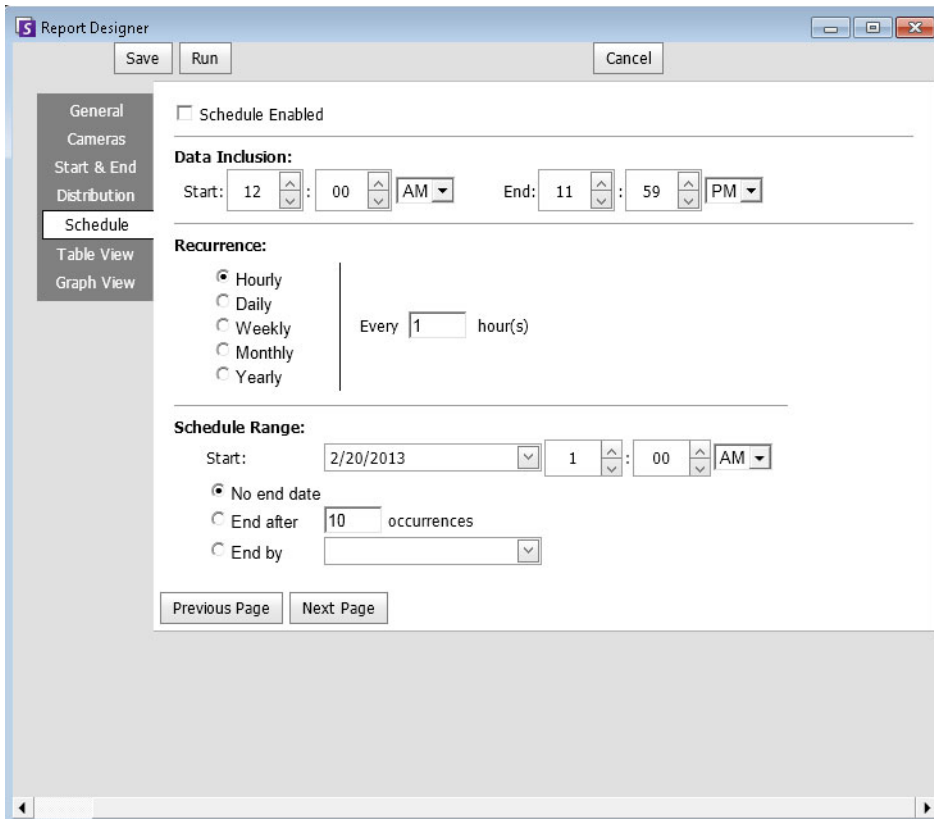 Report Designer
Save Run Cancel
General
Cameras
Start & End
Distribution
Schedule
Table View
Graph View
Schedule Enabled
Data Inclusion:
Start: 12 : 00 AM End: 11 : 59 PM
Recurrence:
Hourly
Daily
Weekly
Monthly
Yearly
Every 1 hour(s)
Schedule Range:
Start: 2/20/2013 1 : 00 AM
No end date
End after 10 occurrences
End by
Previous Page Next Page